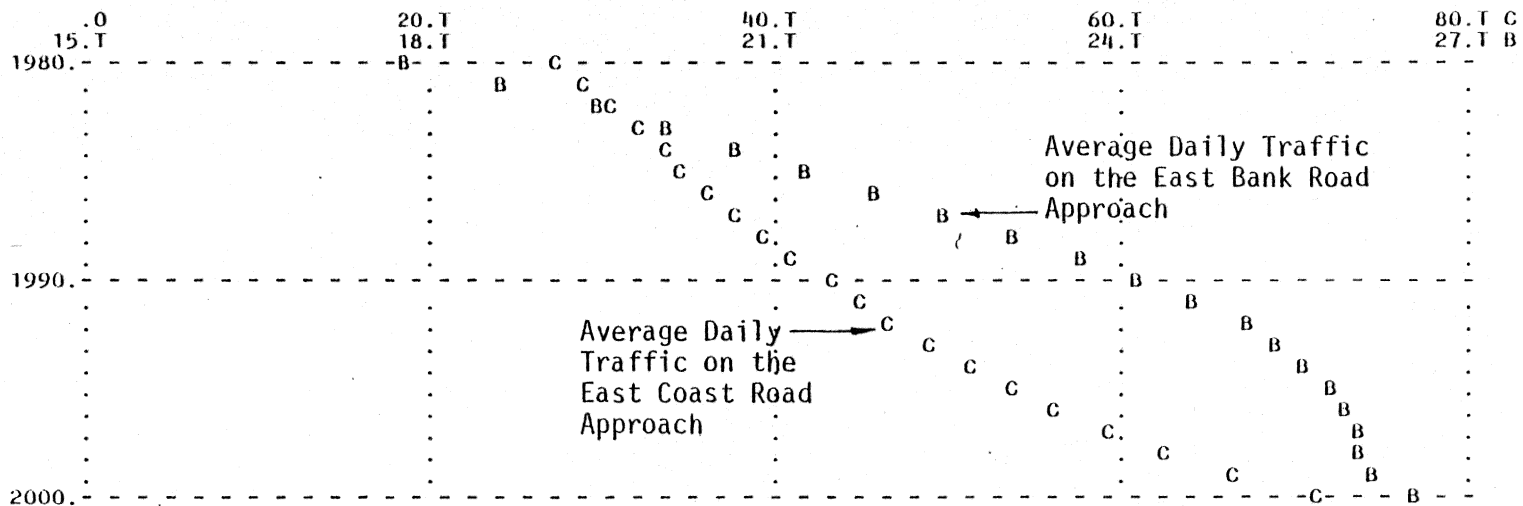 .0 20.T 40.T 60.T 80.T C
15.T 18.T 21.T 24.T 27.T B
1980.- - - - - - - - - - - - B- - - - - - C - - - - - - - - - - - - - - - - - - - - - - - - - - - - - - - - -
. . B C . . .
. . BC . . .
. . C B . . .
. . C B . . .
. . C . B . .
. . C . B . .
. . C . B . .
. . C. B . .
. . .C B . .
1990.- - - - - - - - - - - - - - - - - - - - - - - - - - - C - - - - - - - - - - - B - - - - - - - - - - - -
. . . C . B .
. . . C . B .
. . . C . B .
. . . C . B .
. . . C . B .
. . . C . B .
. . . C. B .
. . . . C B .
. . . . C B .
2000.- - - - - - - - - - - - - - - - - - - - - - - - - - - - - - - - - - - - - - - - - - - - -C- - - B - -
Average Daily Traffic
on the East Bank Road
Approach
Average Daily
Traffic on the
East Coast Road
Approach